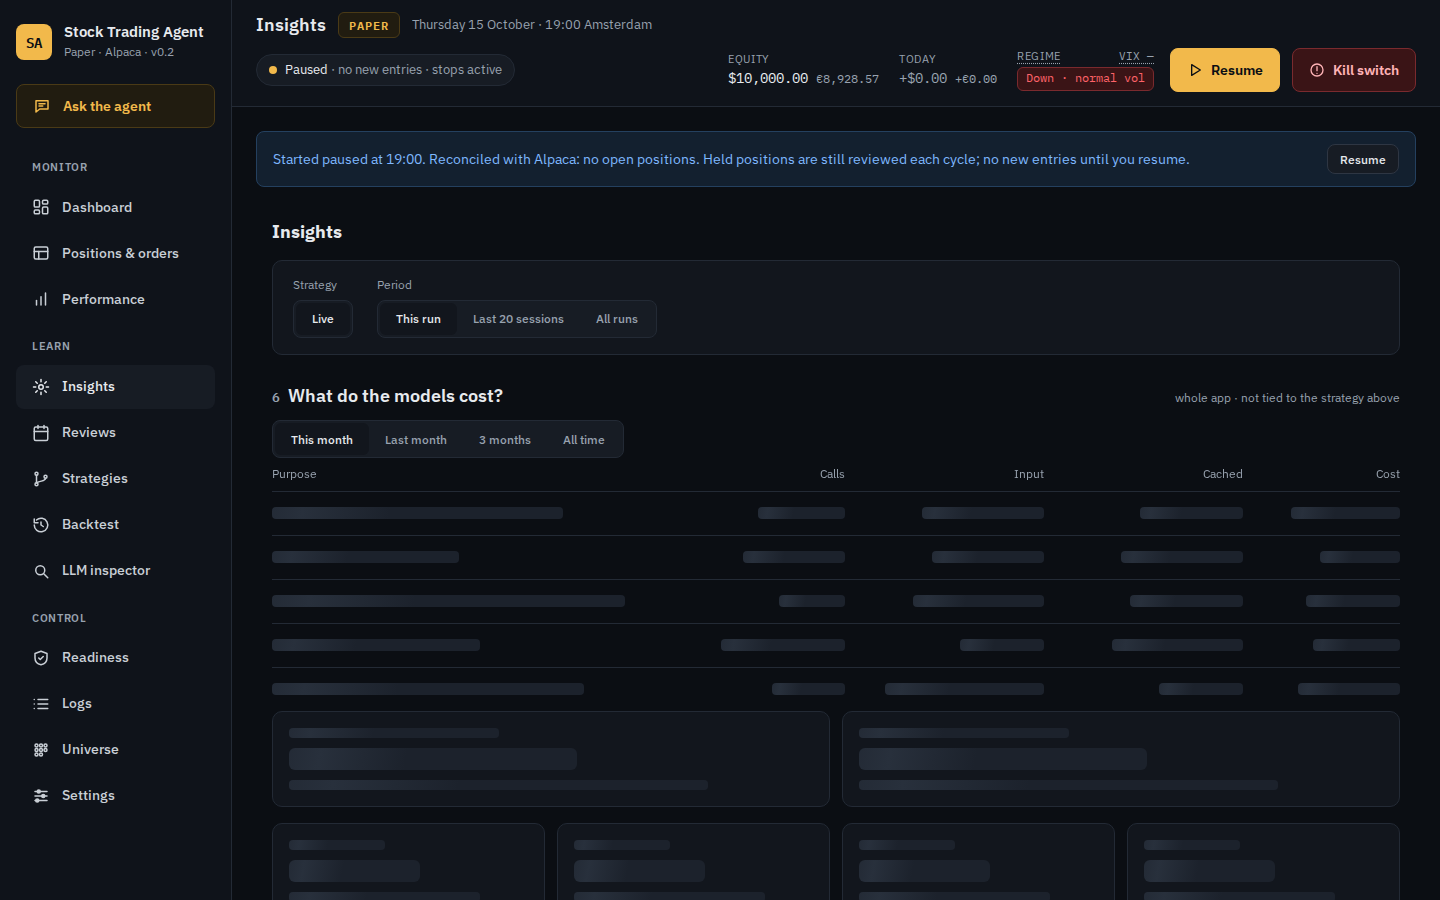 SA
Stock Trading Agent
Paper · Alpaca · v0.2
Ask the agent
MONITOR
Dashboard
Positions & orders
Performance
LEARN
Insights
Reviews
Strategies
Backtest
LLM inspector
CONTROL
Readiness
Logs
Universe
Settings
Insights PAPER Thursday 15 October · 19:00 Amsterdam
Paused · no new entries · stops active
EQUITY
$10,000.00 €8,928.57
TODAY
+$0.00 +€0.00
REGIME VIX —
Down · normal vol
Resume
Kill switch
Started paused at 19:00. Reconciled with Alpaca: no open positions. Held positions are still reviewed each cycle; no new entries until you resume.
Resume
Insights
Strategy Period
Live This run Last 20 sessions All runs
6 What do the models cost? whole app · not tied to the strategy above
This month Last month 3 months All time
Purpose Calls Input Cached Cost